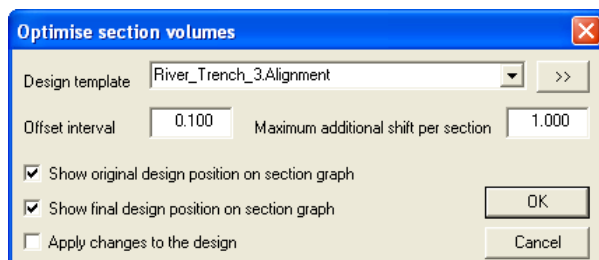 Optimise section volumes
Design template River_Trench_3.Alignment >>
Offset interval 0.100 Maximum additional shift per section 1.000
Show original design position on section graph
Show final design position on section graph OK
Apply changes to the design Cancel